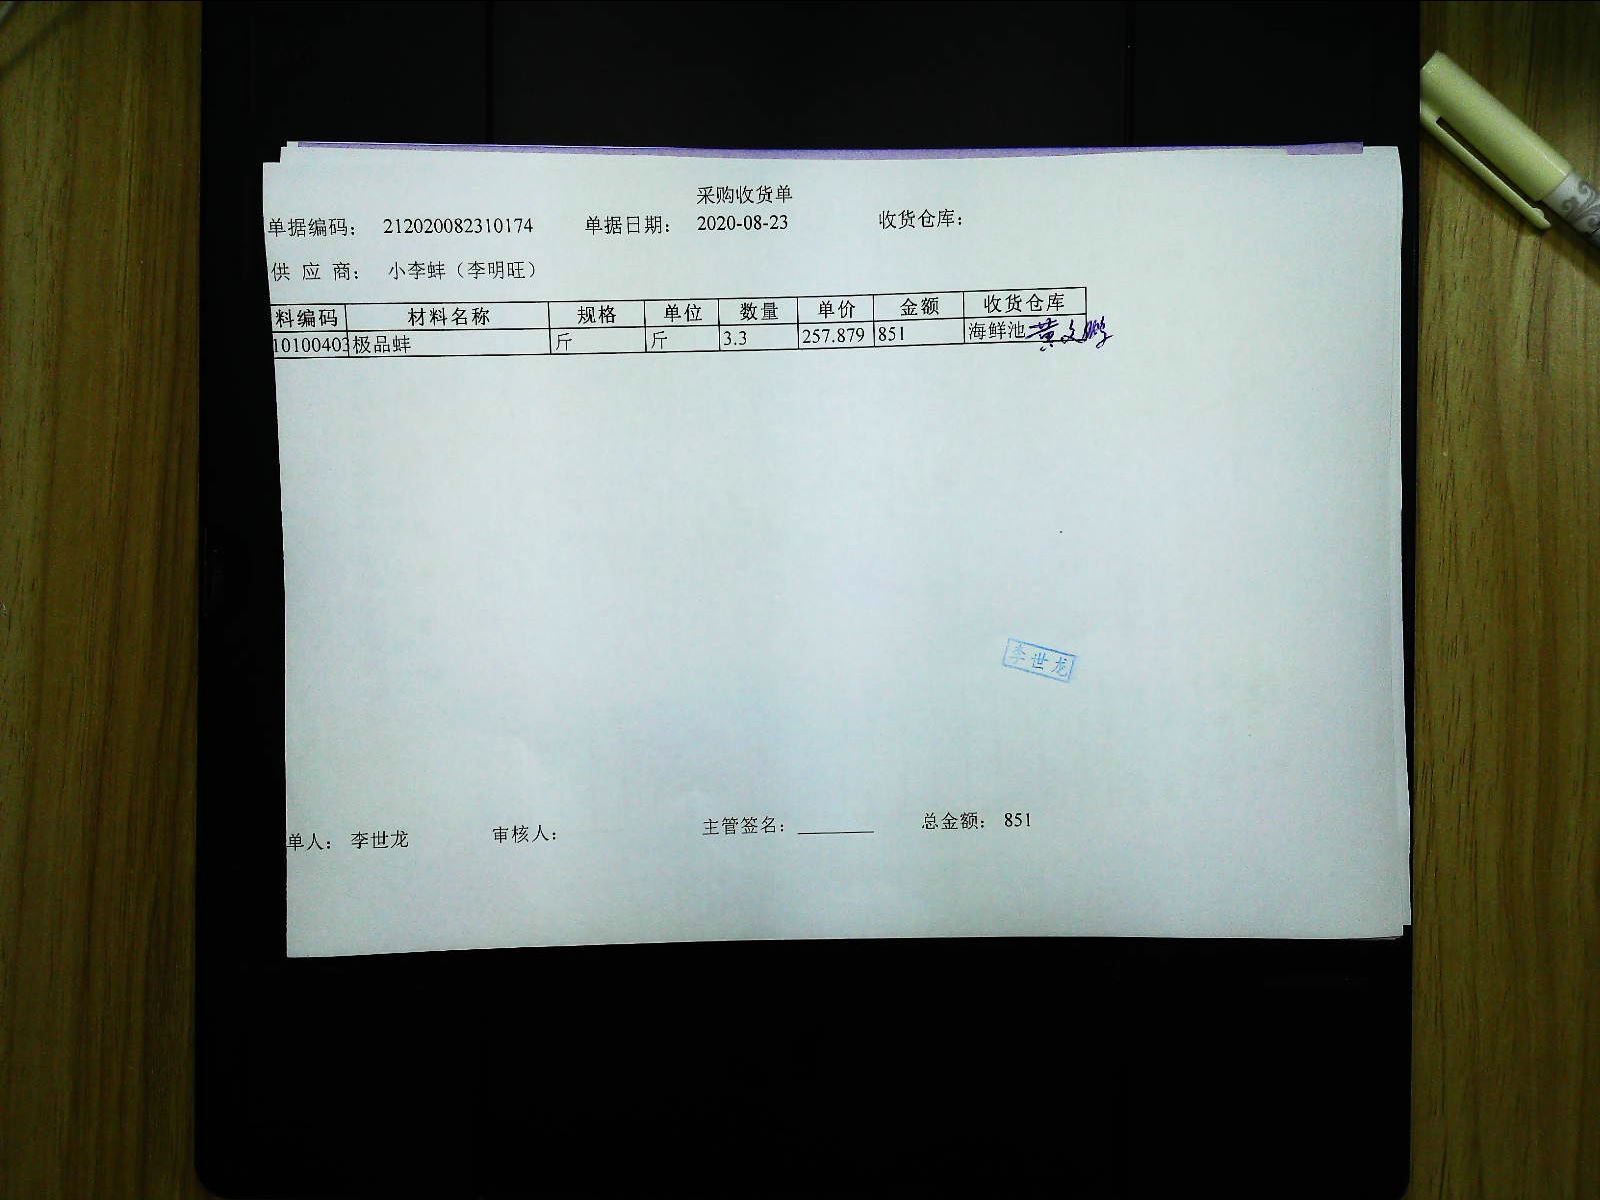 采购收货单
单据编码： 212020082310174 单据日期： 2020-08-23 收货仓库：
供 应 商： 小李蚌（李明旺）
料编码 材料名称 规格 单位 数量 单价 金额 收货仓库
10100403 极品蚌 斤 斤 3.3 257.879 851 海鲜池 黄文鹏
李世龙
单人： 李世龙 审核人： 主管签名： 总金额： 851